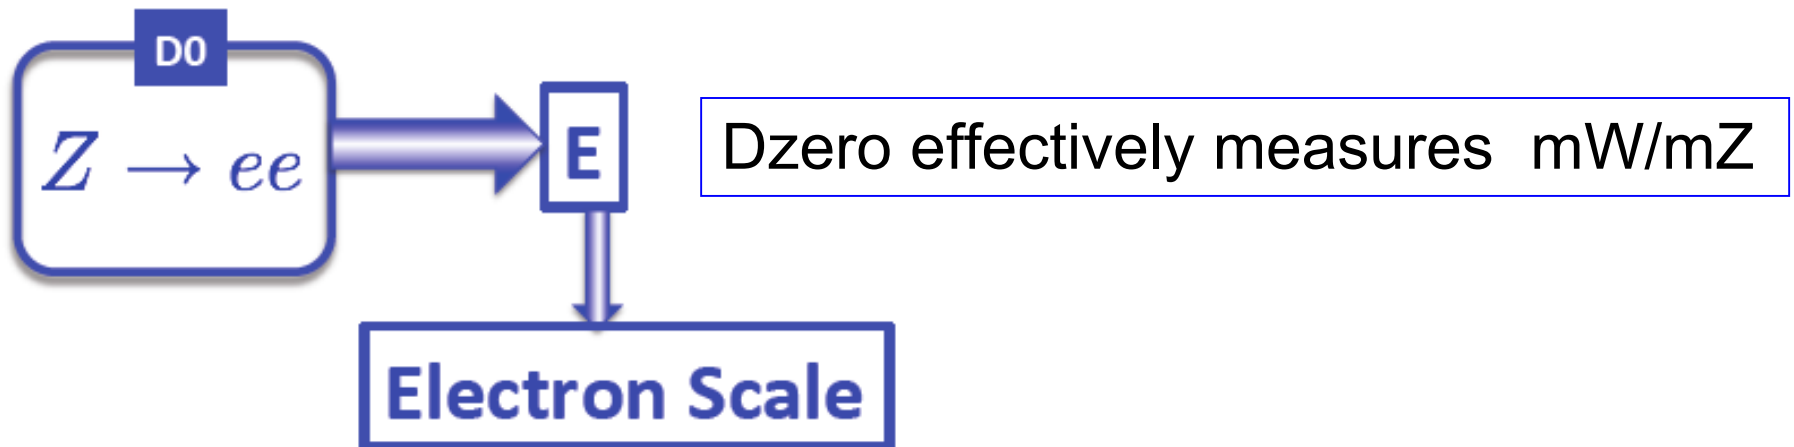 D0
Z → ee
E
Dzero effectively measures mW/mZ
Electron Scale